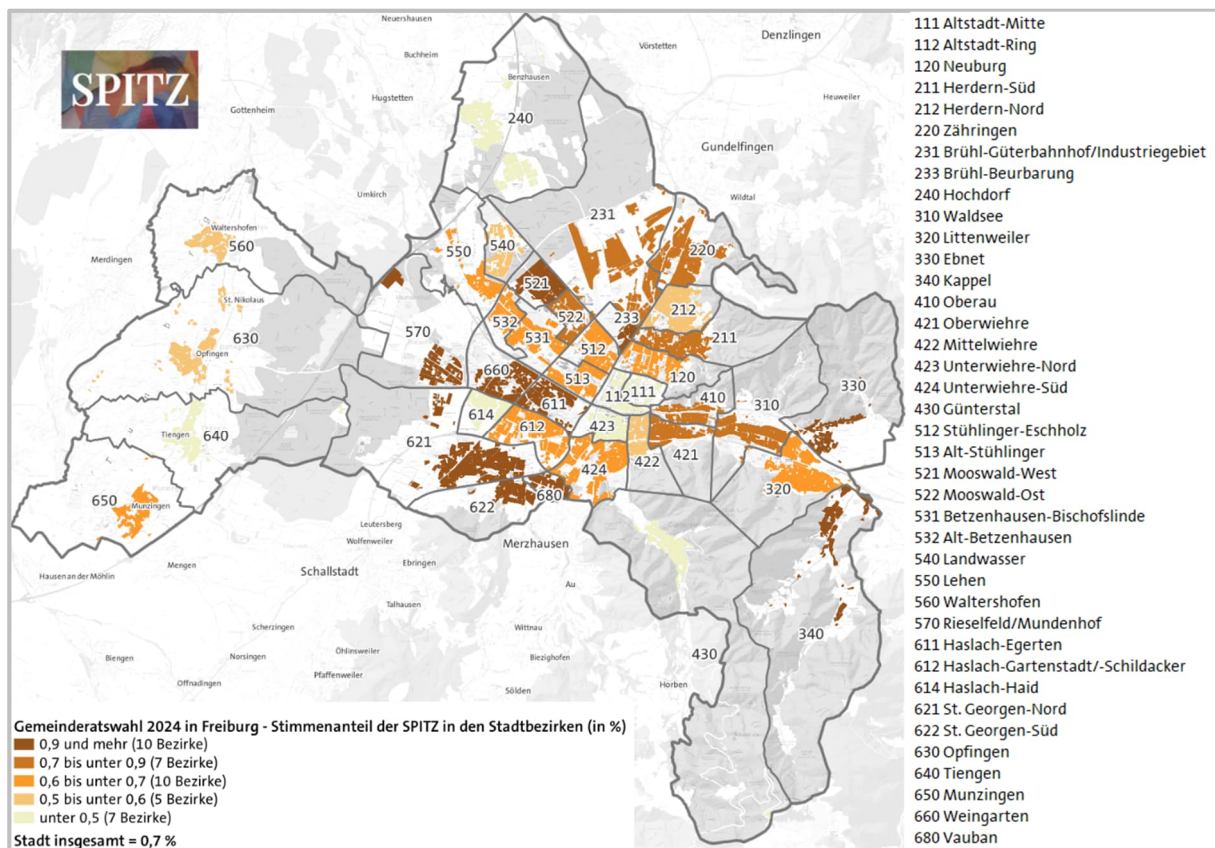 SPITZ
Neuershausen
Denzlingen
Buchheim
Vörstetten
Benzhausen
Hugstetten
Heuweiler
Gottenheim
240
Gundelfingen
Umkirch
Wildtal
Waltershofen
560
Merdingen
231
550
540
220
St. Nikolaus
521
212
522
233
532
570
531
512
211
630
Opfingen
660
513
120
112
111
330
611
410
310
614
423
Tiengen
640
612
621
422
421
424
320
650
Munzingen
680
622
Leutersberg
Wolfenweiler
Merzhausen
Mengen
Ebringen
Schallstadt
Hausen an der Möhlin
Au
Talhausen
Scherzingen
Wittnau
340
Öhlinsweiler
430
Biengen
Norsingen
Biezighofen
Pfaffenweiler
Offnadingen
Sölden
Horben
Gemeinderatswahl 2024 in Freiburg - Stimmenanteil der SPITZ in den Stadtbezirken (in %)
0,9 und mehr (10 Bezirke)
0,7 bis unter 0,9 (7 Bezirke)
0,6 bis unter 0,7 (10 Bezirke)
0,5 bis unter 0,6 (5 Bezirke)
unter 0,5 (7 Bezirke)
Stadt insgesamt = 0,7 %
111 Altstadt-Mitte
112 Altstadt-Ring
120 Neuburg
211 Herdern-Süd
212 Herdern-Nord
220 Zähringen
231 Brühl-Güterbahnhof/Industriegebiet
233 Brühl-Beurbarung
240 Hochdorf
310 Waldsee
320 Littenweiler
330 Ebnet
340 Kappel
410 Oberau
421 Oberwiehre
422 Mittelwiehre
423 Unterwiehre-Nord
424 Unterwiehre-Süd
430 Günterstal
512 Stühlinger-Eschholz
513 Alt-Stühlinger
521 Mooswald-West
522 Mooswald-Ost
531 Betzenhausen-Bischofslinde
532 Alt-Betzenhausen
540 Landwasser
550 Lehen
560 Waltershofen
570 Rieselfeld/Mundenhof
611 Haslach-Egerten
612 Haslach-Gartenstadt/-Schildacker
614 Haslach-Haid
621 St. Georgen-Nord
622 St. Georgen-Süd
630 Opfingen
640 Tiengen
650 Munzingen
660 Weingarten
680 Vauban